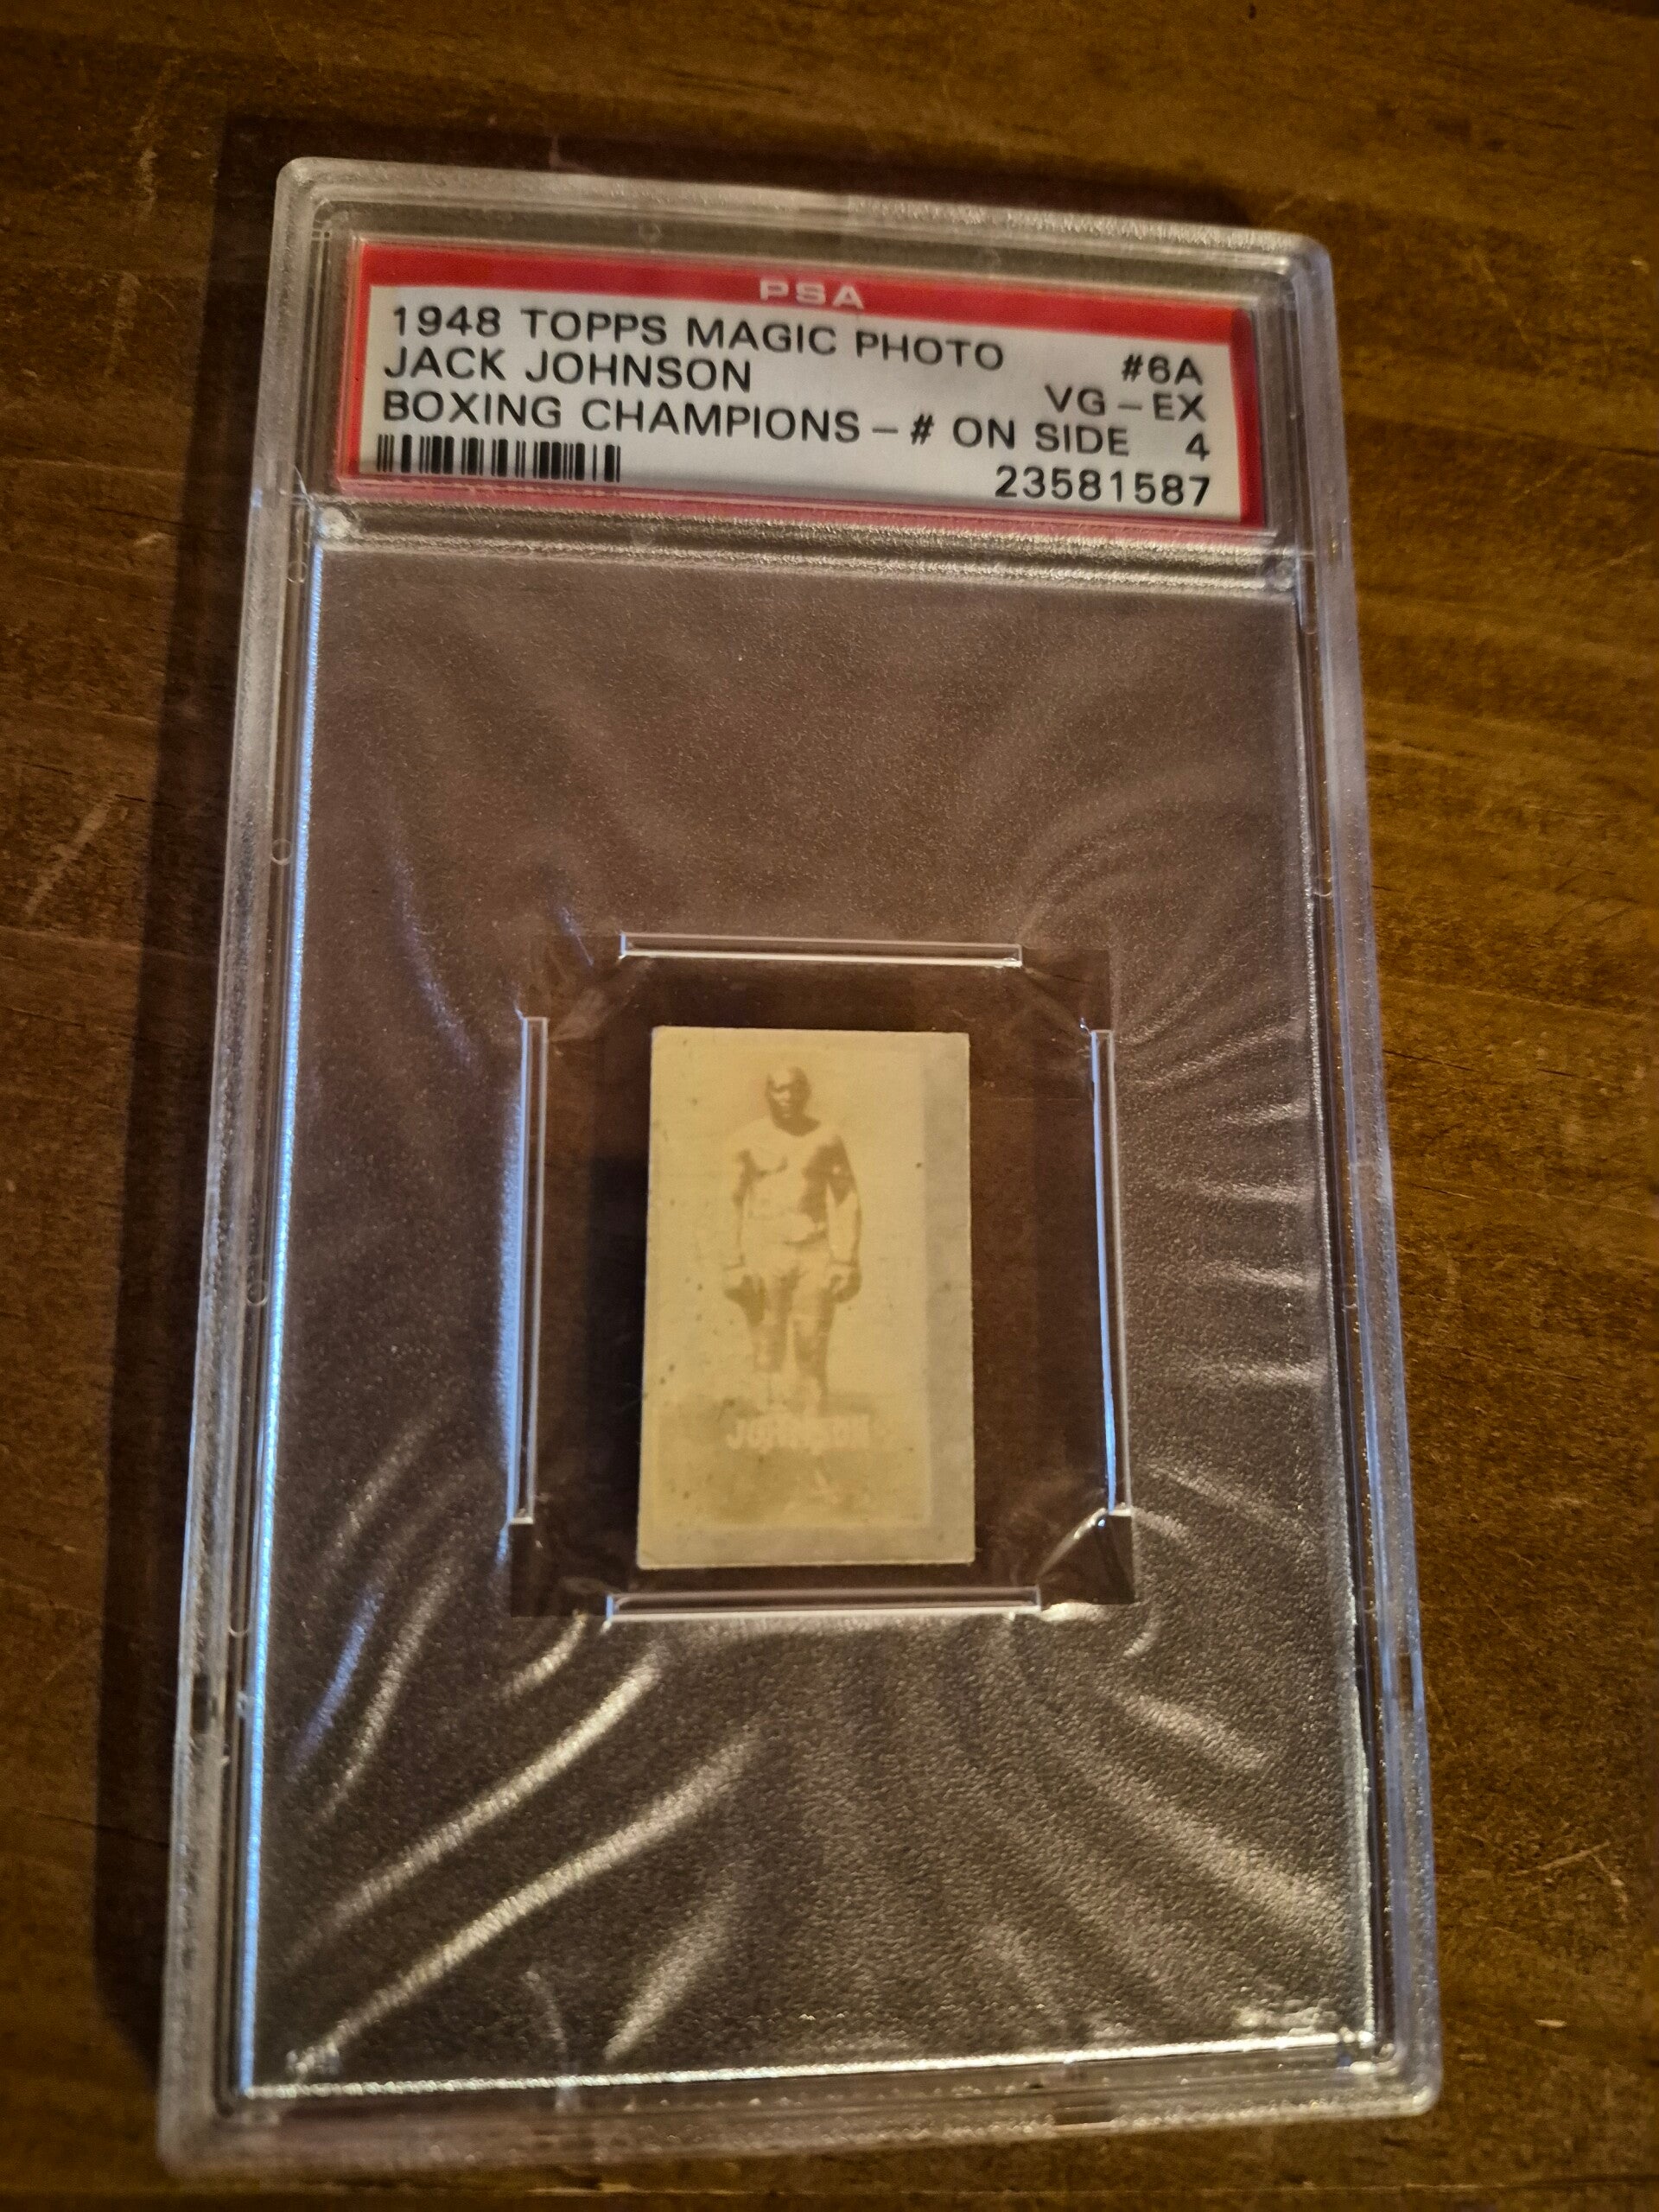 PSA
1948 TOPPS MAGIC PHOTO #6A
JACK JOHNSON VG-EX
BOXING CHAMPIONS-# ON SIDE 4
23581587
JOHNSON